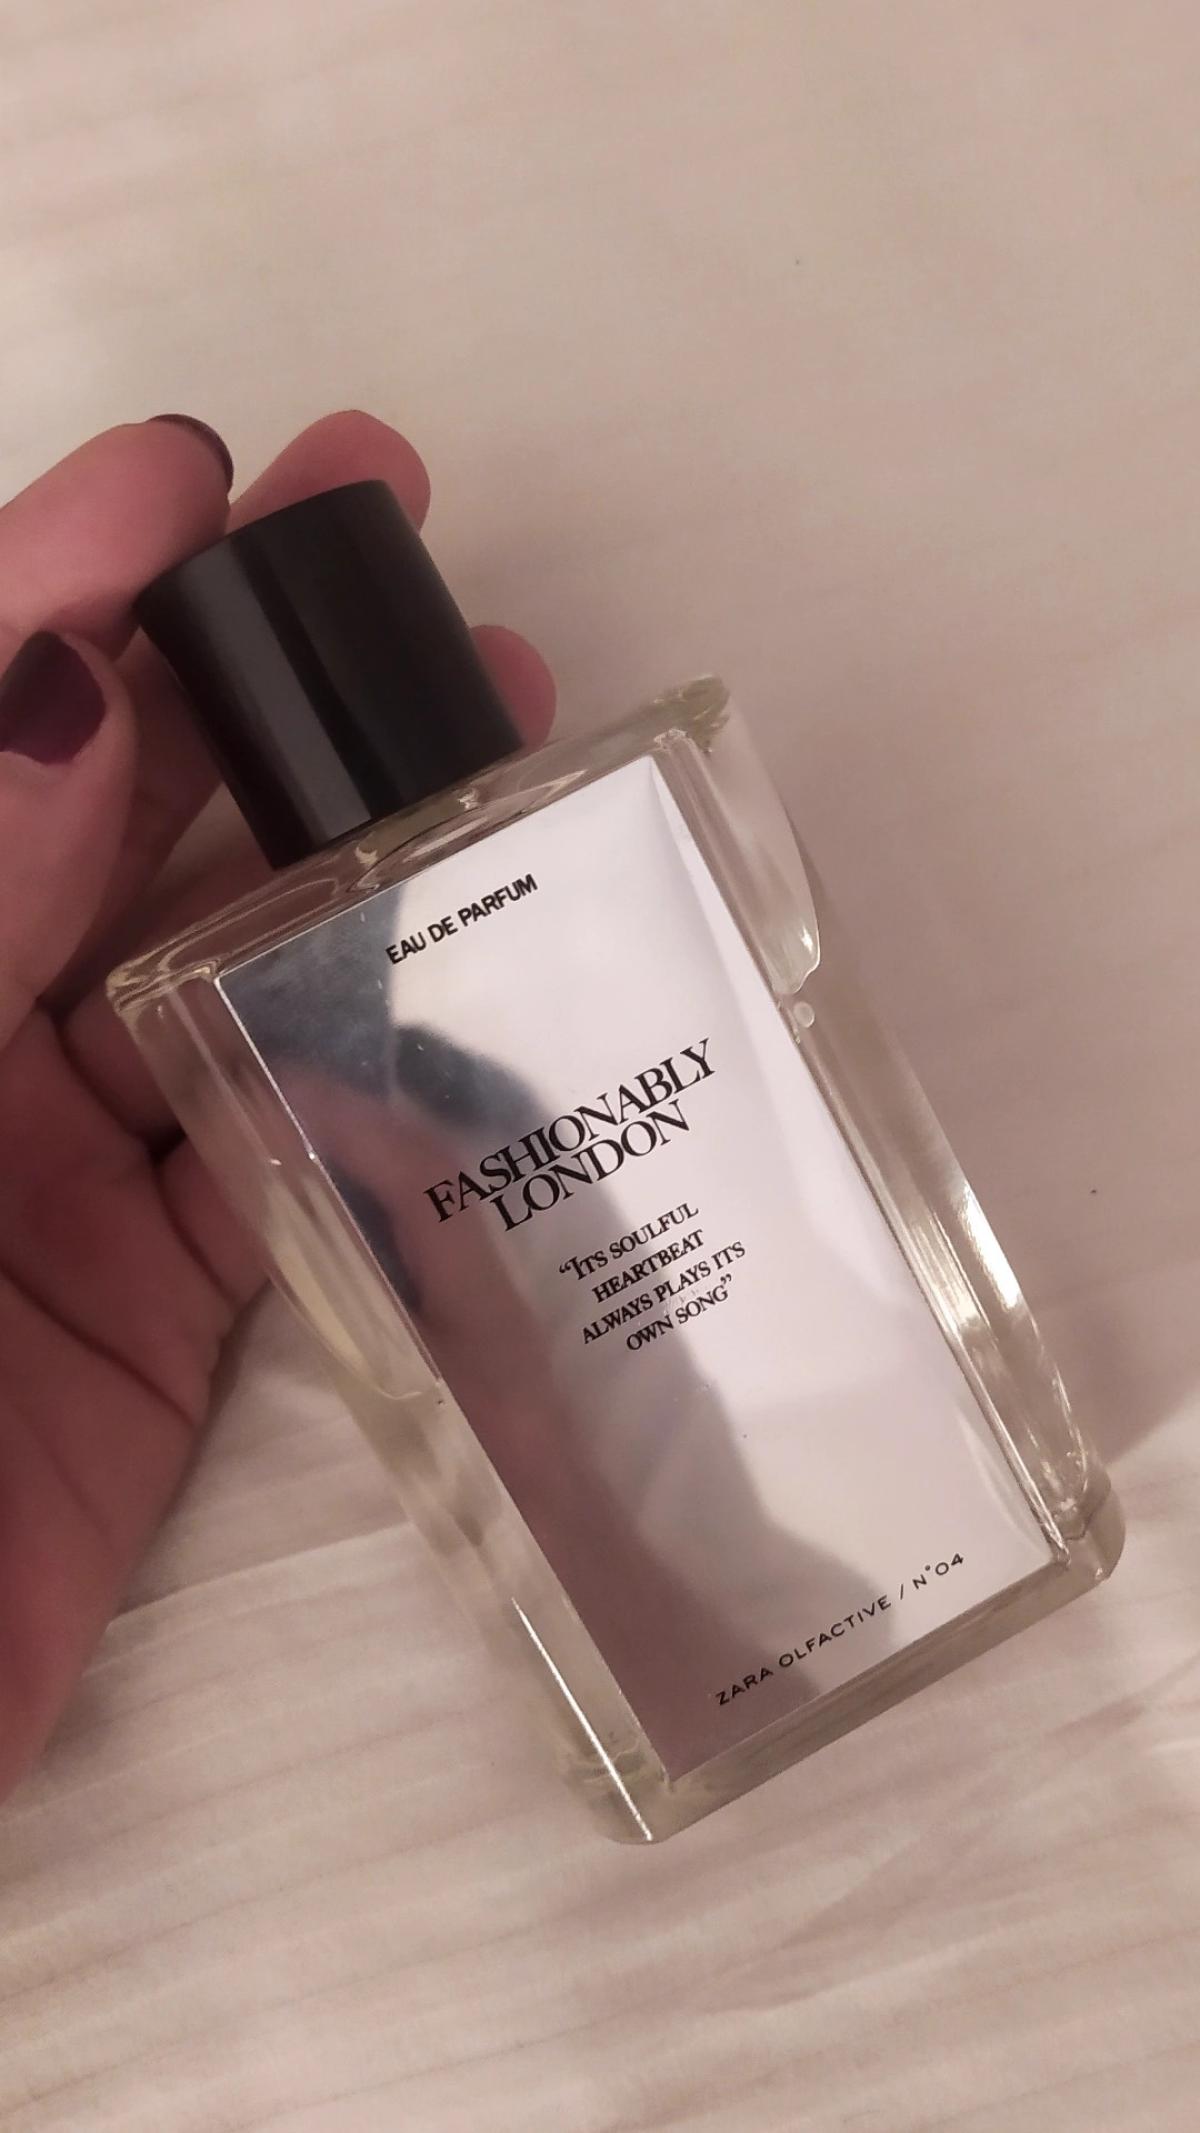 EAU DE PARFUM
FASHIONABLY
LONDON
“ITS SOULFUL
HEARTBEAT
ALWAYS PLAYS ITS
OWN SONG”
ZARA OLFACTIVE / N°04